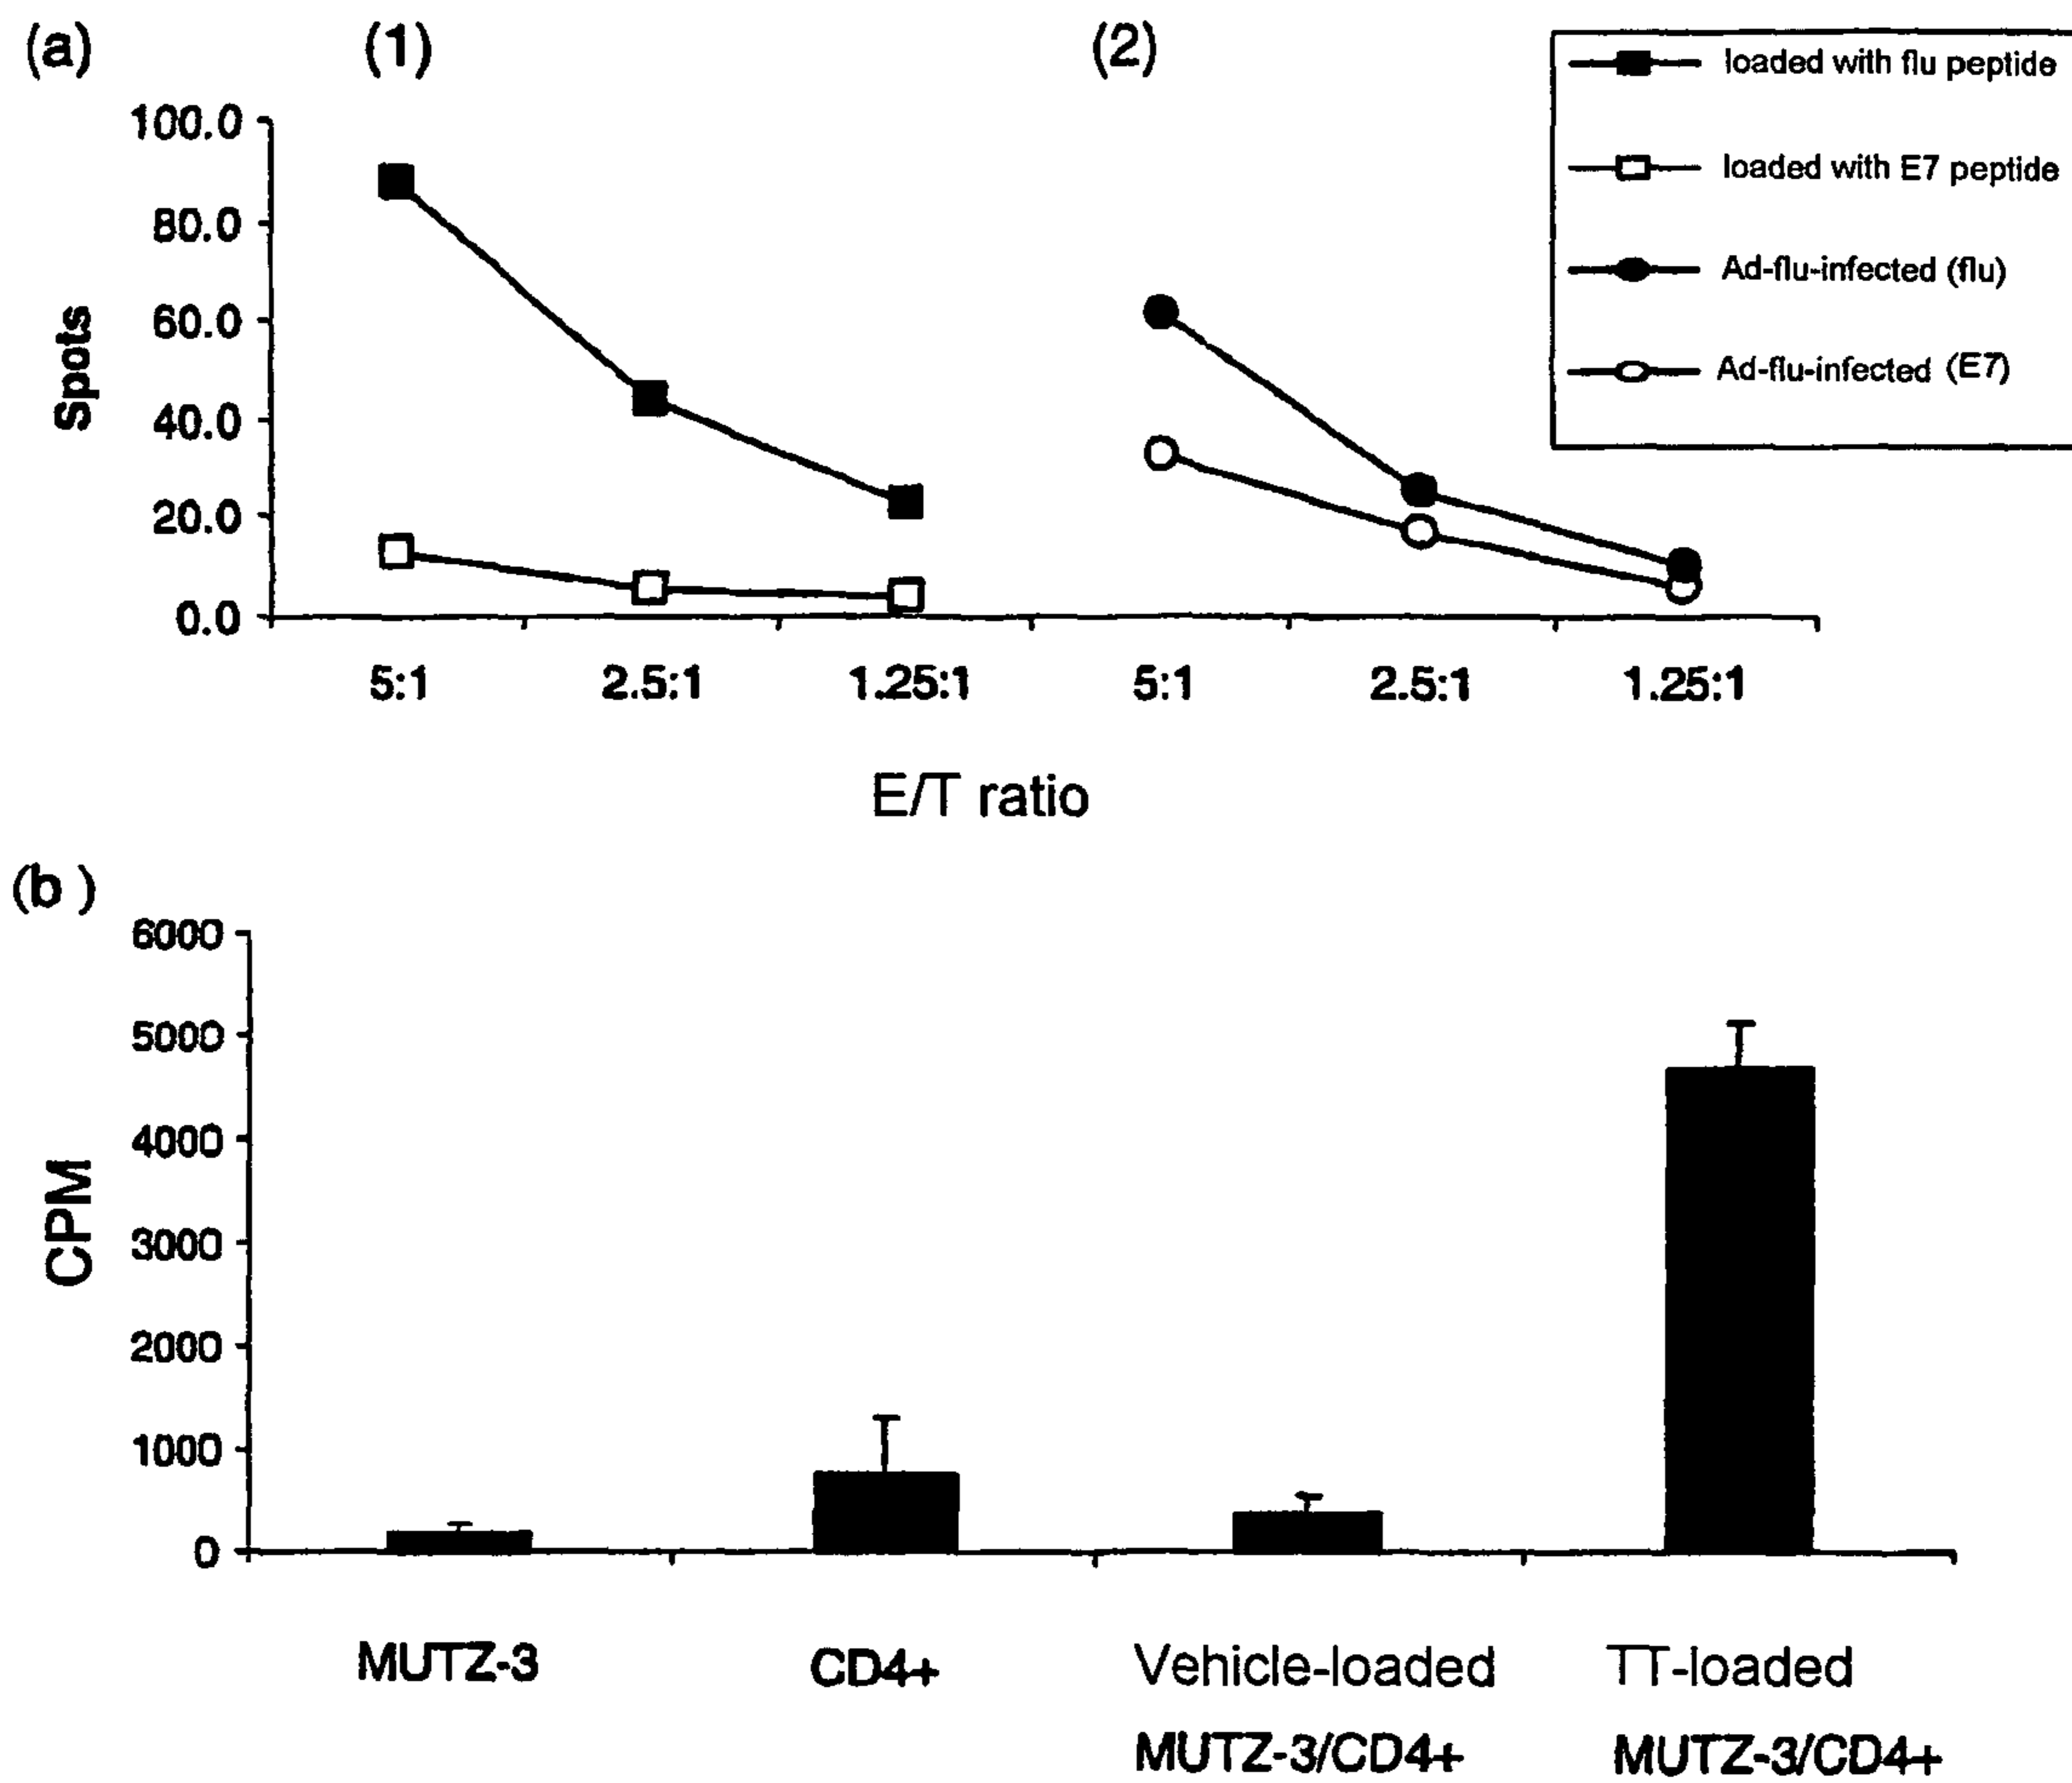 (a) (1) (2)
loaded with flu peptide
loaded with E7 peptide
Ad-flu-infected (flu)
Ad-flu-infected (E7)
100.0
80.0
60.0
40.0
20.0
0.0
Spots
5:1 2.5:1 1.25:1 5:1 2.5:1 1.25:1
E/T ratio
(b )
6000
5000
4000
3000
2000
1000
0
CPM
MUTZ-3 CD4+ Vehicle-loaded TT-loaded
MUTZ-3/CD4+ MUTZ-3/CD4+